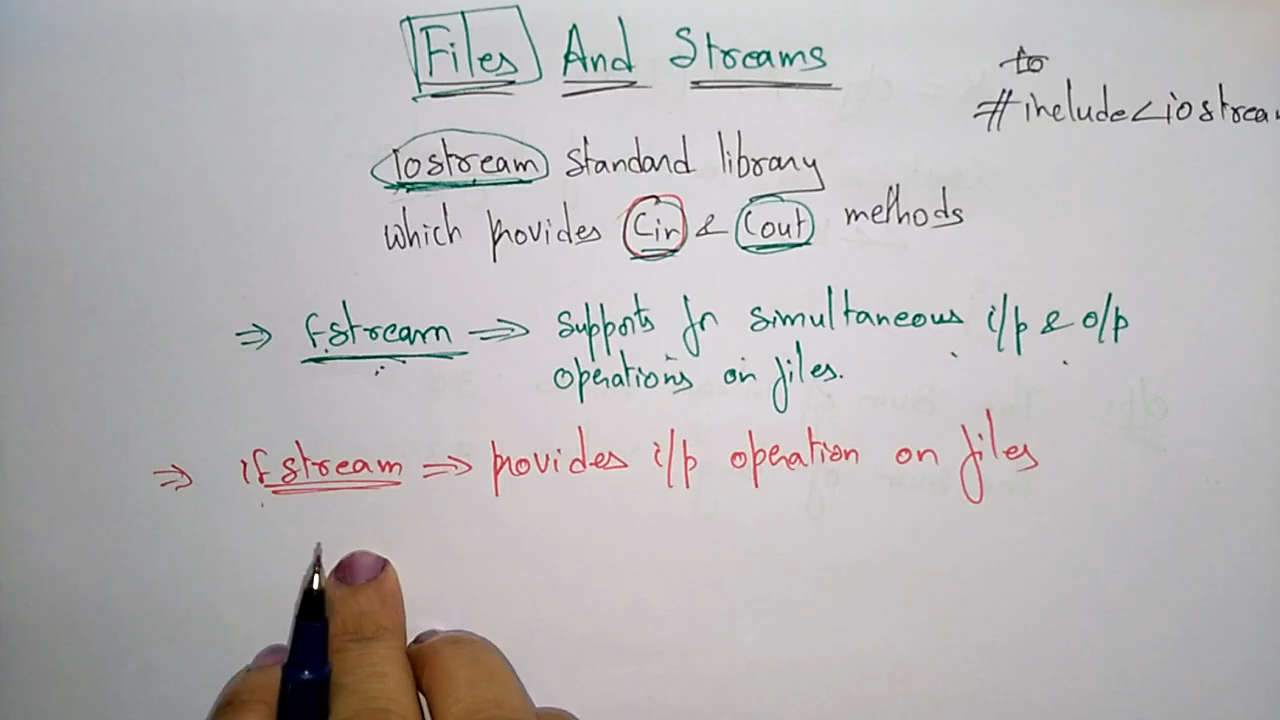 Files And Streams
to
#include<iostrea
Iostream standard library
which provides Cin & Cout methods
⇒ fstream ⇒ supports for simultaneous i/p & o/p
operations on files.
⇒ ifstream ⇒ provides i/p operation on files